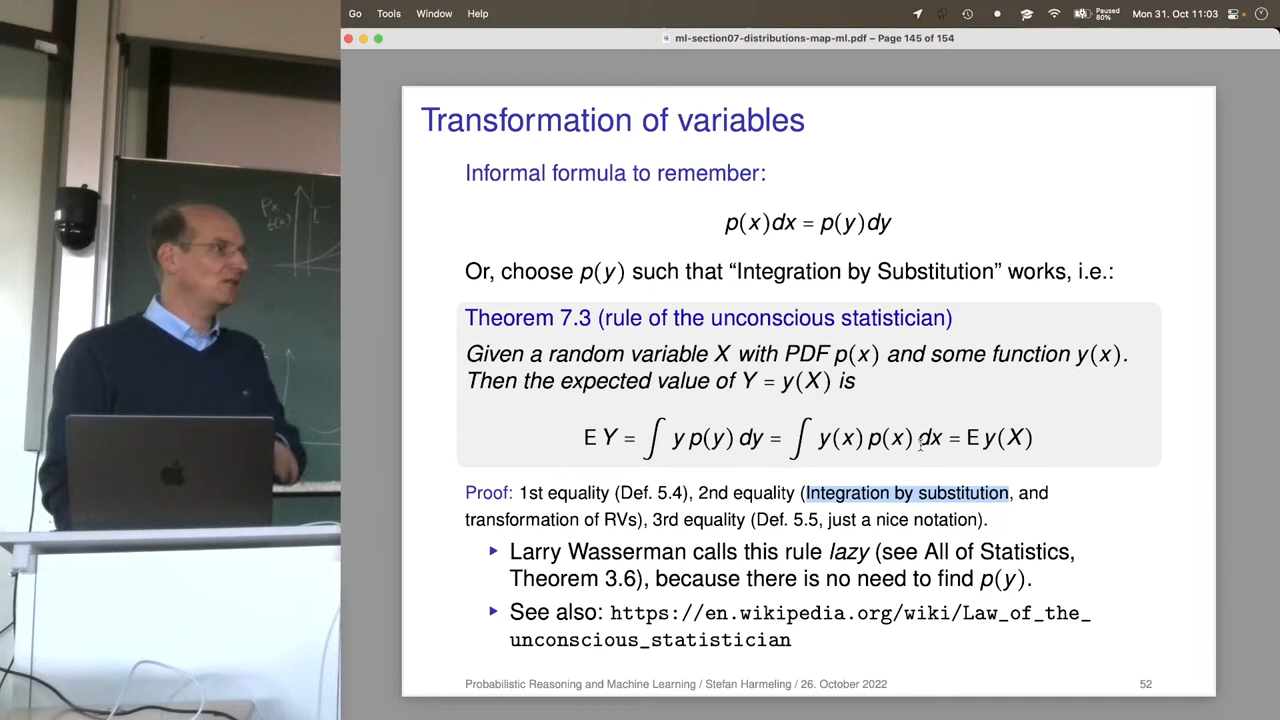 Go Tools Window Help
Paused
80%
Mon 31. Oct 11:03
ml-section07-distributions-map-ml.pdf – Page 145 of 154
Transformation of variables
Informal formula to remember:
p(x)dx = p(y)dy
Or, choose p(y) such that “Integration by Substitution” works, i.e.:
Theorem 7.3 (rule of the unconscious statistician)
Given a random variable X with PDF p(x) and some function y(x).
Then the expected value of Y = y(X) is
E Y = ∫ y p(y) dy = ∫ y(x) p(x) dx = E y(X)
Proof: 1st equality (Def. 5.4), 2nd equality (Integration by substitution, and
transformation of RVs), 3rd equality (Def. 5.5, just a nice notation).
▸ Larry Wasserman calls this rule lazy (see All of Statistics,
Theorem 3.6), because there is no need to find p(y).
▸ See also: https://en.wikipedia.org/wiki/Law_of_the_
unconscious_statistician
Probabilistic Reasoning and Machine Learning / Stefan Harmeling / 26. October 2022
52